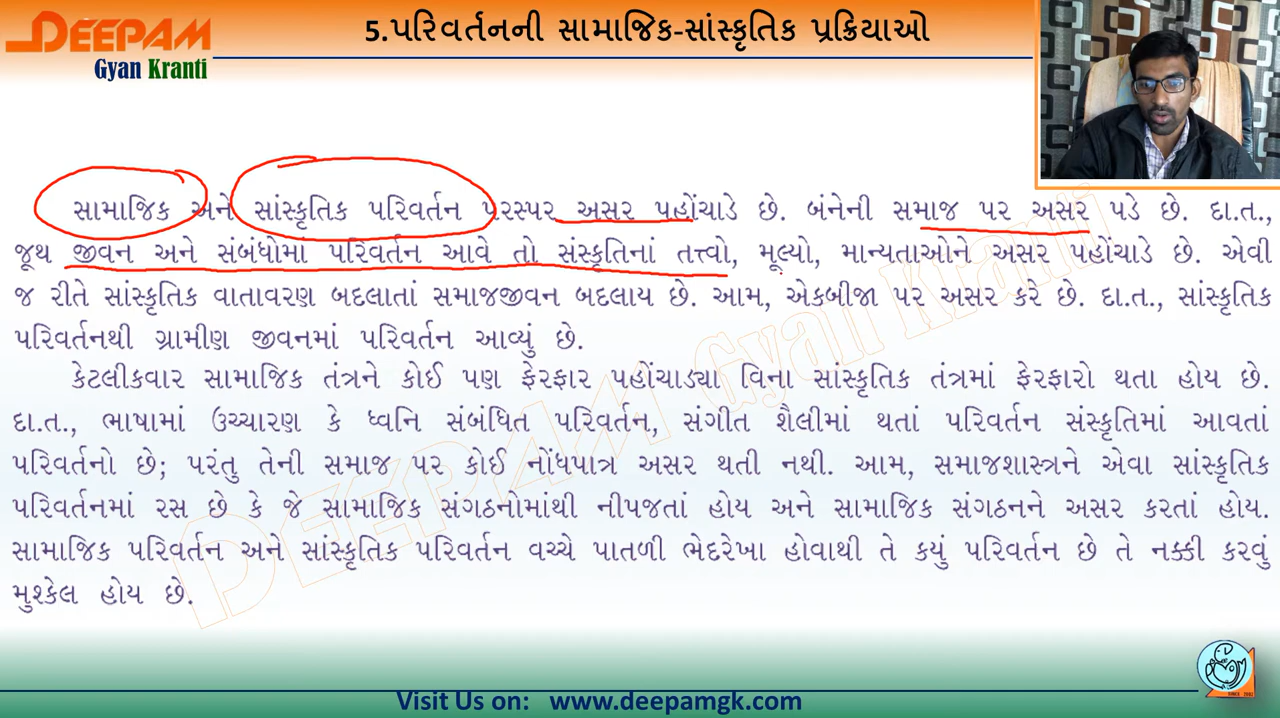 DEEPAM
Gyan Kranti
5.પરિવર્તનની સામાજિક-સાંસ્કૃતિક પ્રક્રિયાઓ
સામાજિક અને સાંસ્કૃતિક પરિવર્તન પરસ્પર અસર પહોંચાડે છે. બંનેની સમાજ પર અસર પડે છે. દા.ત.,
જૂથ જીવન અને સંબંધોમાં પરિવર્તન આવે તો સંસ્કૃતિનાં તત્ત્વો, મૂલ્યો, માન્યતાઓને અસર પહોંચાડે છે. એવી
જ રીતે સાંસ્કૃતિક વાતાવરણ બદલાતાં સમાજજીવન બદલાય છે. આમ, એકબીજા પર અસર કરે છે. દા.ત., સાંસ્કૃતિક
પરિવર્તનથી ગ્રામીણ જીવનમાં પરિવર્તન આવ્યું છે.
કેટલીકવાર સામાજિક તંત્રને કોઈ પણ ફેરફાર પહોંચાડ્યા વિના સાંસ્કૃતિક તંત્રમાં ફેરફારો થતા હોય છે.
દા.ત., ભાષામાં ઉચ્ચારણ કે ધ્વનિ સંબંધિત પરિવર્તન, સંગીત શૈલીમાં થતાં પરિવર્તન સંસ્કૃતિમાં આવતાં
પરિવર્તનો છે; પરંતુ તેની સમાજ પર કોઈ નોંધપાત્ર અસર થતી નથી. આમ, સમાજશાસ્ત્રને એવા સાંસ્કૃતિક
પરિવર્તનમાં રસ છે કે જે સામાજિક સંગઠનોમાંથી નીપજતાં હોય અને સામાજિક સંગઠનને અસર કરતાં હોય.
સામાજિક પરિવર્તન અને સાંસ્કૃતિક પરિવર્તન વચ્ચે પાતળી ભેદરેખા હોવાથી તે કયું પરિવર્તન છે તે નક્કી કરવું
મુશ્કેલ હોય છે.
DEEPAM Gyan Kranti
Visit Us on: www.deepamgk.com